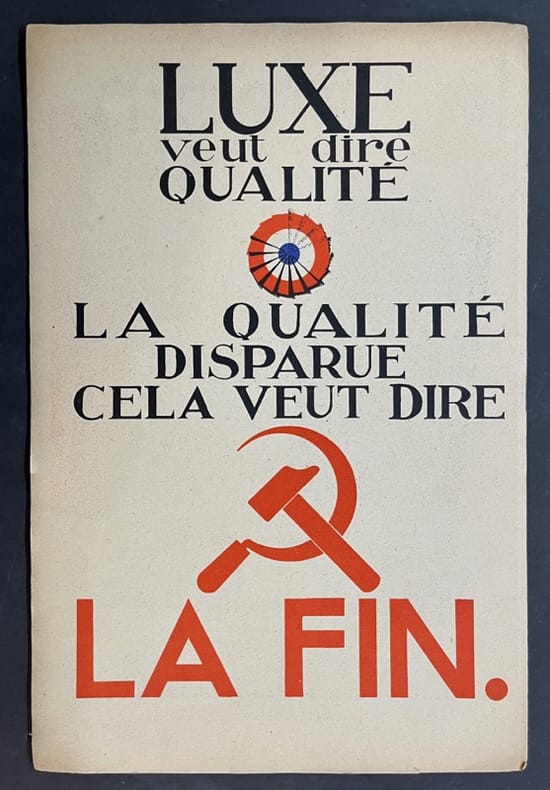 LUXE
veut dire
QUALITÉ
LA QUALITÉ
DISPARUE
CELA VEUT DIRE
LA FIN.